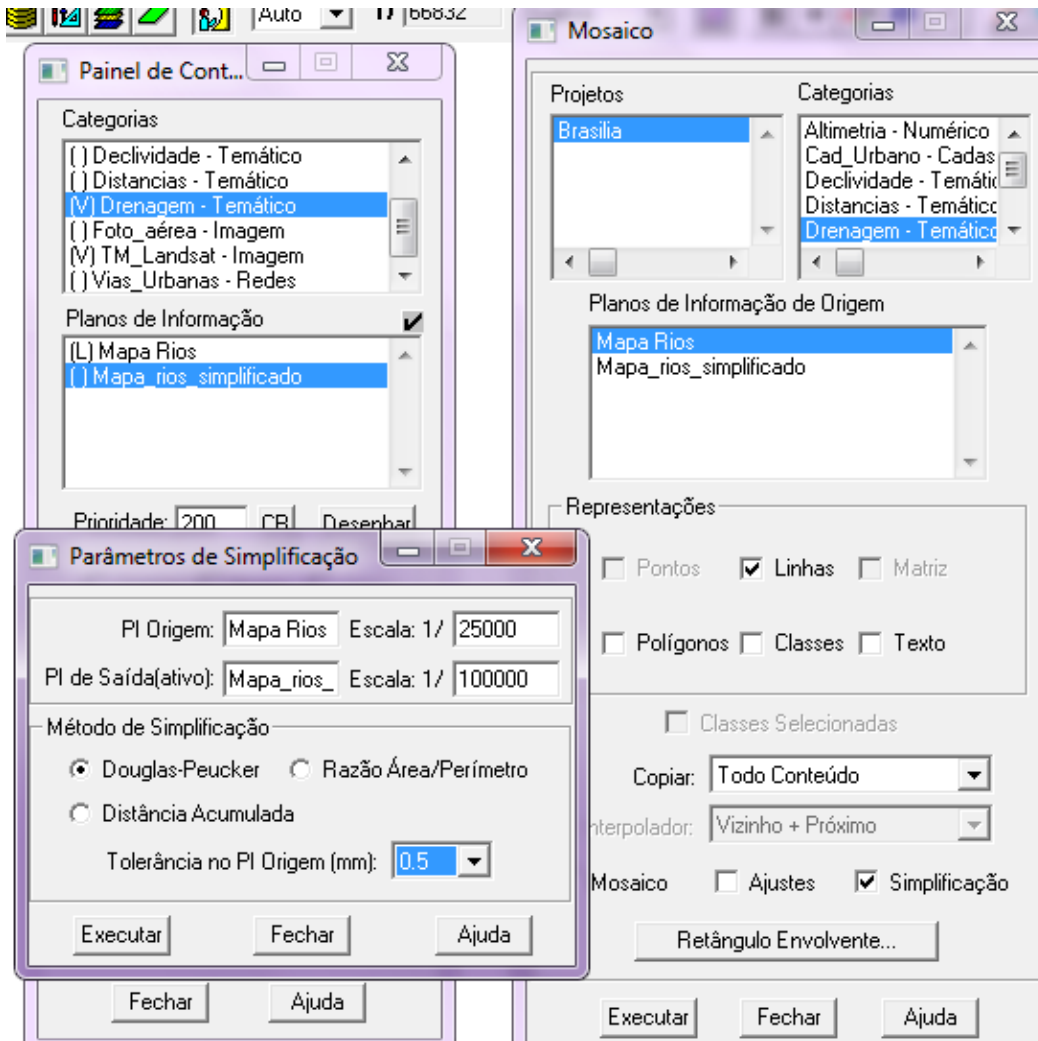 Auto 1/ 66832
Painel de Cont...
Categorias
( ) Declividade - Temático
( ) Distancias - Temático
(V) Drenagem - Temático
( ) Foto_aérea - Imagem
(V) TM_Landsat - Imagem
( ) Vias_Urbanas - Redes
Planos de Informação
(L) Mapa Rios
( ) Mapa_rios_simplificado
Prioridade: 200 CR Desenhar
Parâmetros de Simplificação
PI Origem: Mapa Rios Escala: 1/ 25000
PI de Saída(ativo): Mapa_rios_ Escala: 1/ 100000
Método de Simplificação
Douglas-Peucker Razão Área/Perímetro
Distância Acumulada
Tolerância no PI Origem (mm): 0.5
Executar Fechar Ajuda
Fechar Ajuda
Mosaico
Projetos Categorias
Brasilia
Altimetria - Numérico
Cad_Urbano - Cadas
Declividade - Temátic
Distancias - Temático
Drenagem - Temático
Planos de Informação de Origem
Mapa Rios
Mapa_rios_simplificado
Representações
Pontos Linhas Matriz
Polígonos Classes Texto
Classes Selecionadas
Copiar: Todo Conteúdo
nterpolador: Vizinho + Próximo
Mosaico Ajustes Simplificação
Retângulo Envolvente...
Executar Fechar Ajuda